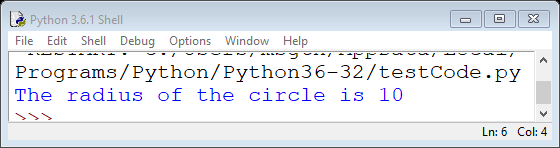 Python 3.6.1 Shell
File Edit Shell Debug Options Window Help
Programs/Python/Python36-32/testCode.py
The radius of the circle is 10
>>>
Ln: 6 Col: 4